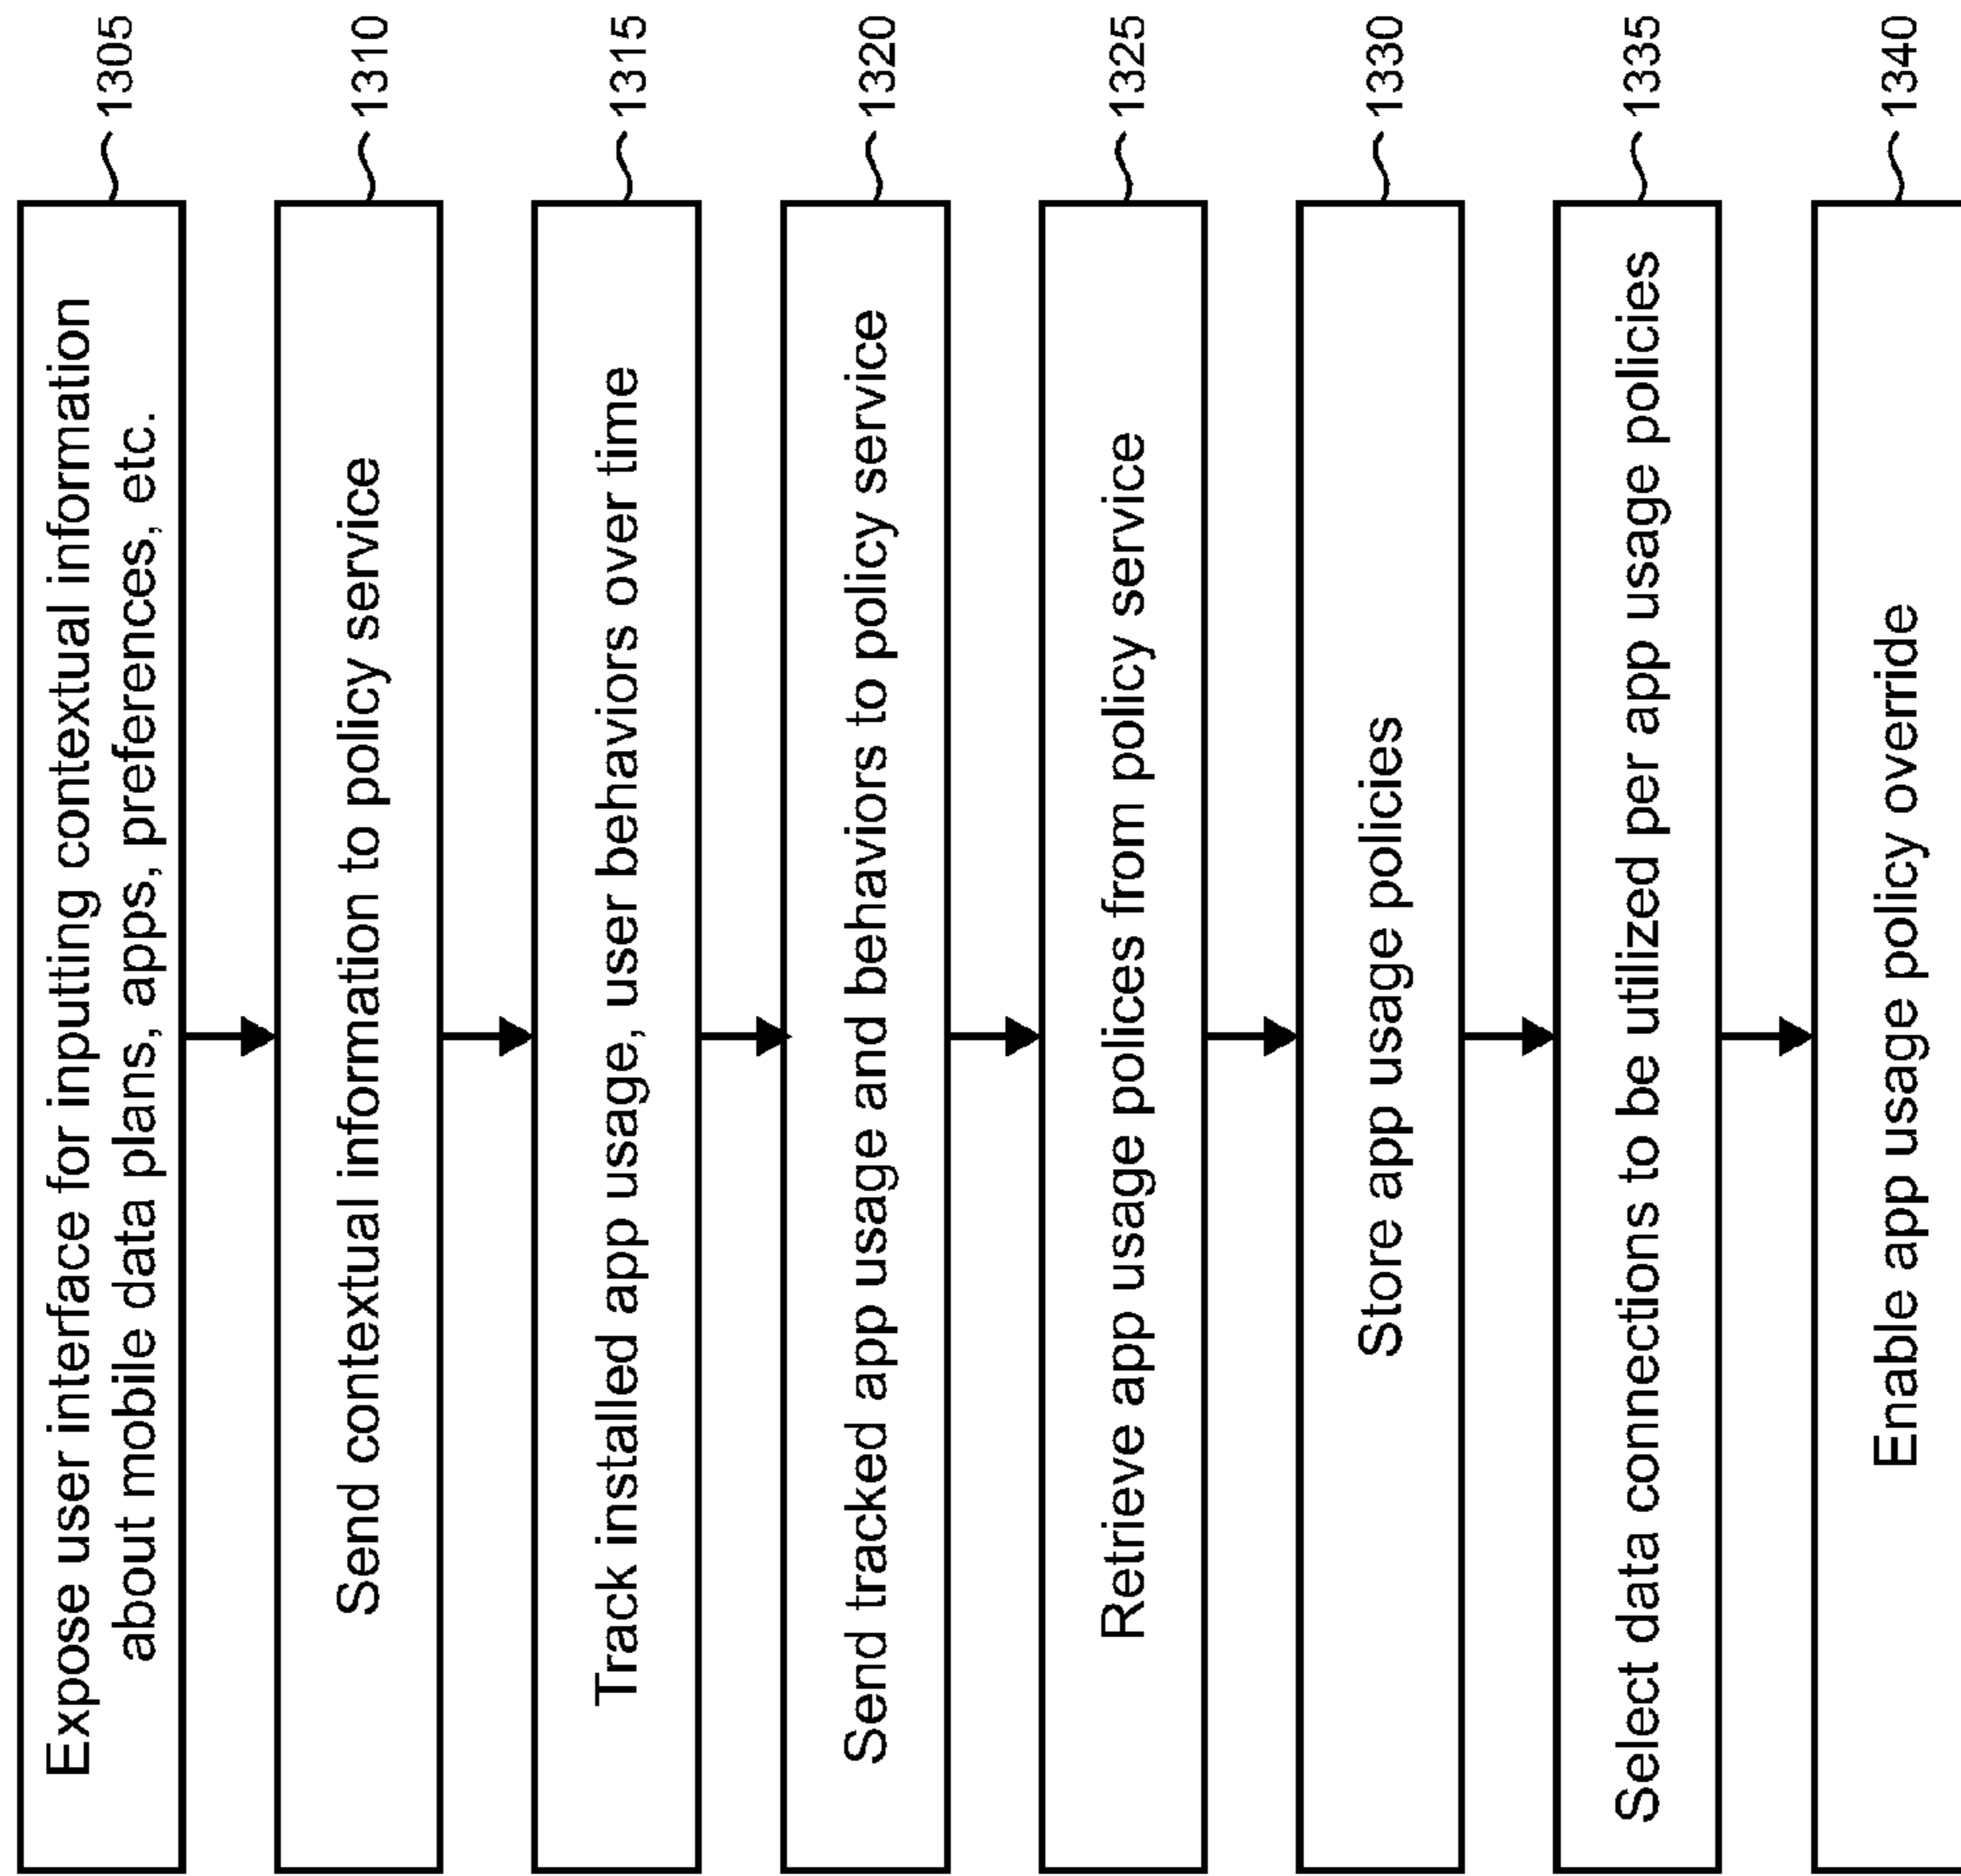 Expose user interface for inputing contextual information
about mobile data plans, apps, preferences, etc.
1305
Send contextual information to policy service
1310
Track installed app usage, user behaviors over time
1315
Send tracked app usage and behaviors to policy service
1320
Retrieve app usage polices from policy service
1325
Store app usage policies
1330
Select data connections to be utilized per app usage policies
1335
Enable app usage policy override
1340